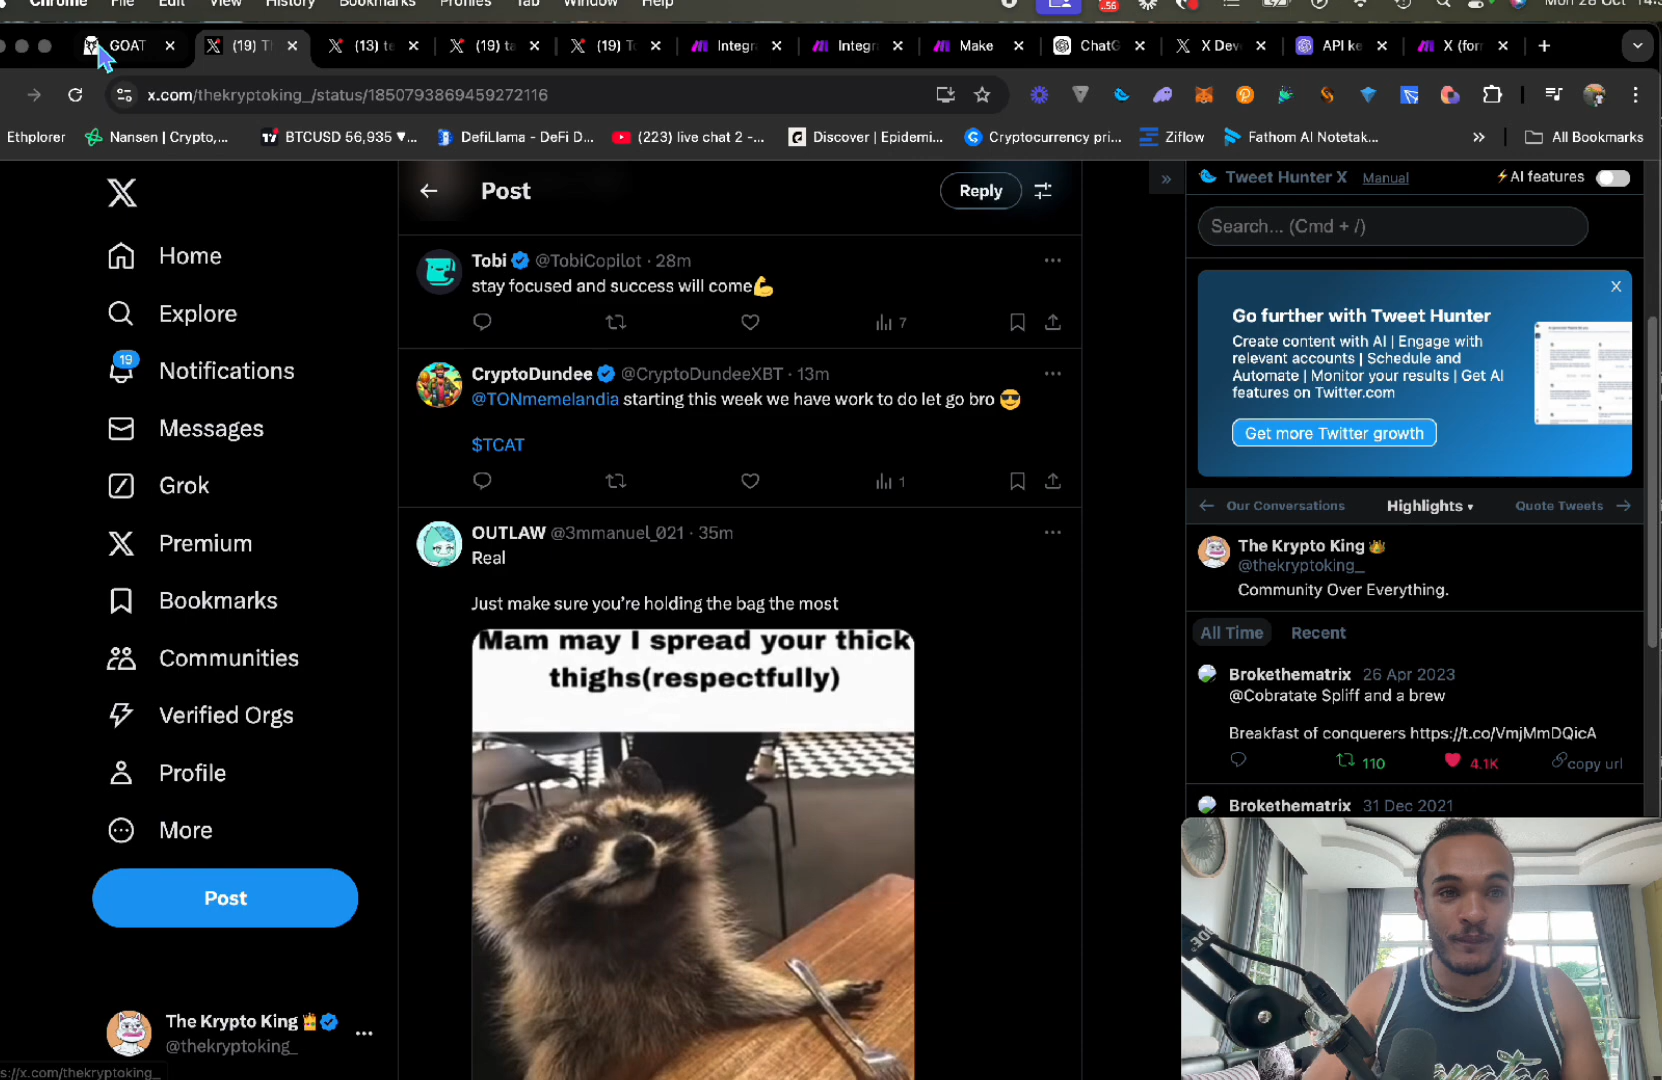 Chrome File Edit View History Bookmarks Profiles Tab Window Help
.56
Mon 28 Oct
GOAT
(19) T
(13) te
(19) ta
(19) To
Integr
Integr
Make
ChatG
X Dev
API ke
X (for
x.com/thekryptoking_/status/1850793869459272116
Ethplorer
Nansen | Crypto,...
BTCUSD 56,935 ▼...
DefiLlama - DeFi D...
(223) live chat 2 -...
Discover | Epidemi...
Cryptocurrency pri...
Ziflow
Fathom AI Notetak...
»
All Bookmarks
Home
Explore
19
Notifications
Messages
Grok
Premium
Bookmarks
Communities
Verified Orgs
Profile
More
Post
The Krypto King
@thekryptoking_
s://x.com/thekryptoking_
Post
Reply
Tobi @TobiCopilot · 28m
stay focused and success will come💪
7
CryptoDundee @CryptoDundeeXBT · 13m
@TONmemelandia starting this week we have work to do let go bro 😎
$TCAT
1
OUTLAW @3mmanuel_021 · 35m
Real
Just make sure you’re holding the bag the most
Mam may I spread your thick
thighs(respectfully)
»
Tweet Hunter X Manual
⚡AI features
Search... (Cmd + /)
X
Go further with Tweet Hunter
Create content with AI | Engage with
relevant accounts | Schedule and
Automate | Monitor your results | Get AI
features on Twitter.com
Get more Twitter growth
← Our Conversations
Highlights ▾
Quote Tweets →
The Krypto King👑
@thekryptoking_
Community Over Everything.
All Time
Recent
Brokethematrix 26 Apr 2023
@Cobratate Spliff and a brew
Breakfast of conquerers https://t.co/VmjMmDQicA
110
4.1K
copy url
Brokethematrix 31 Dec 2021